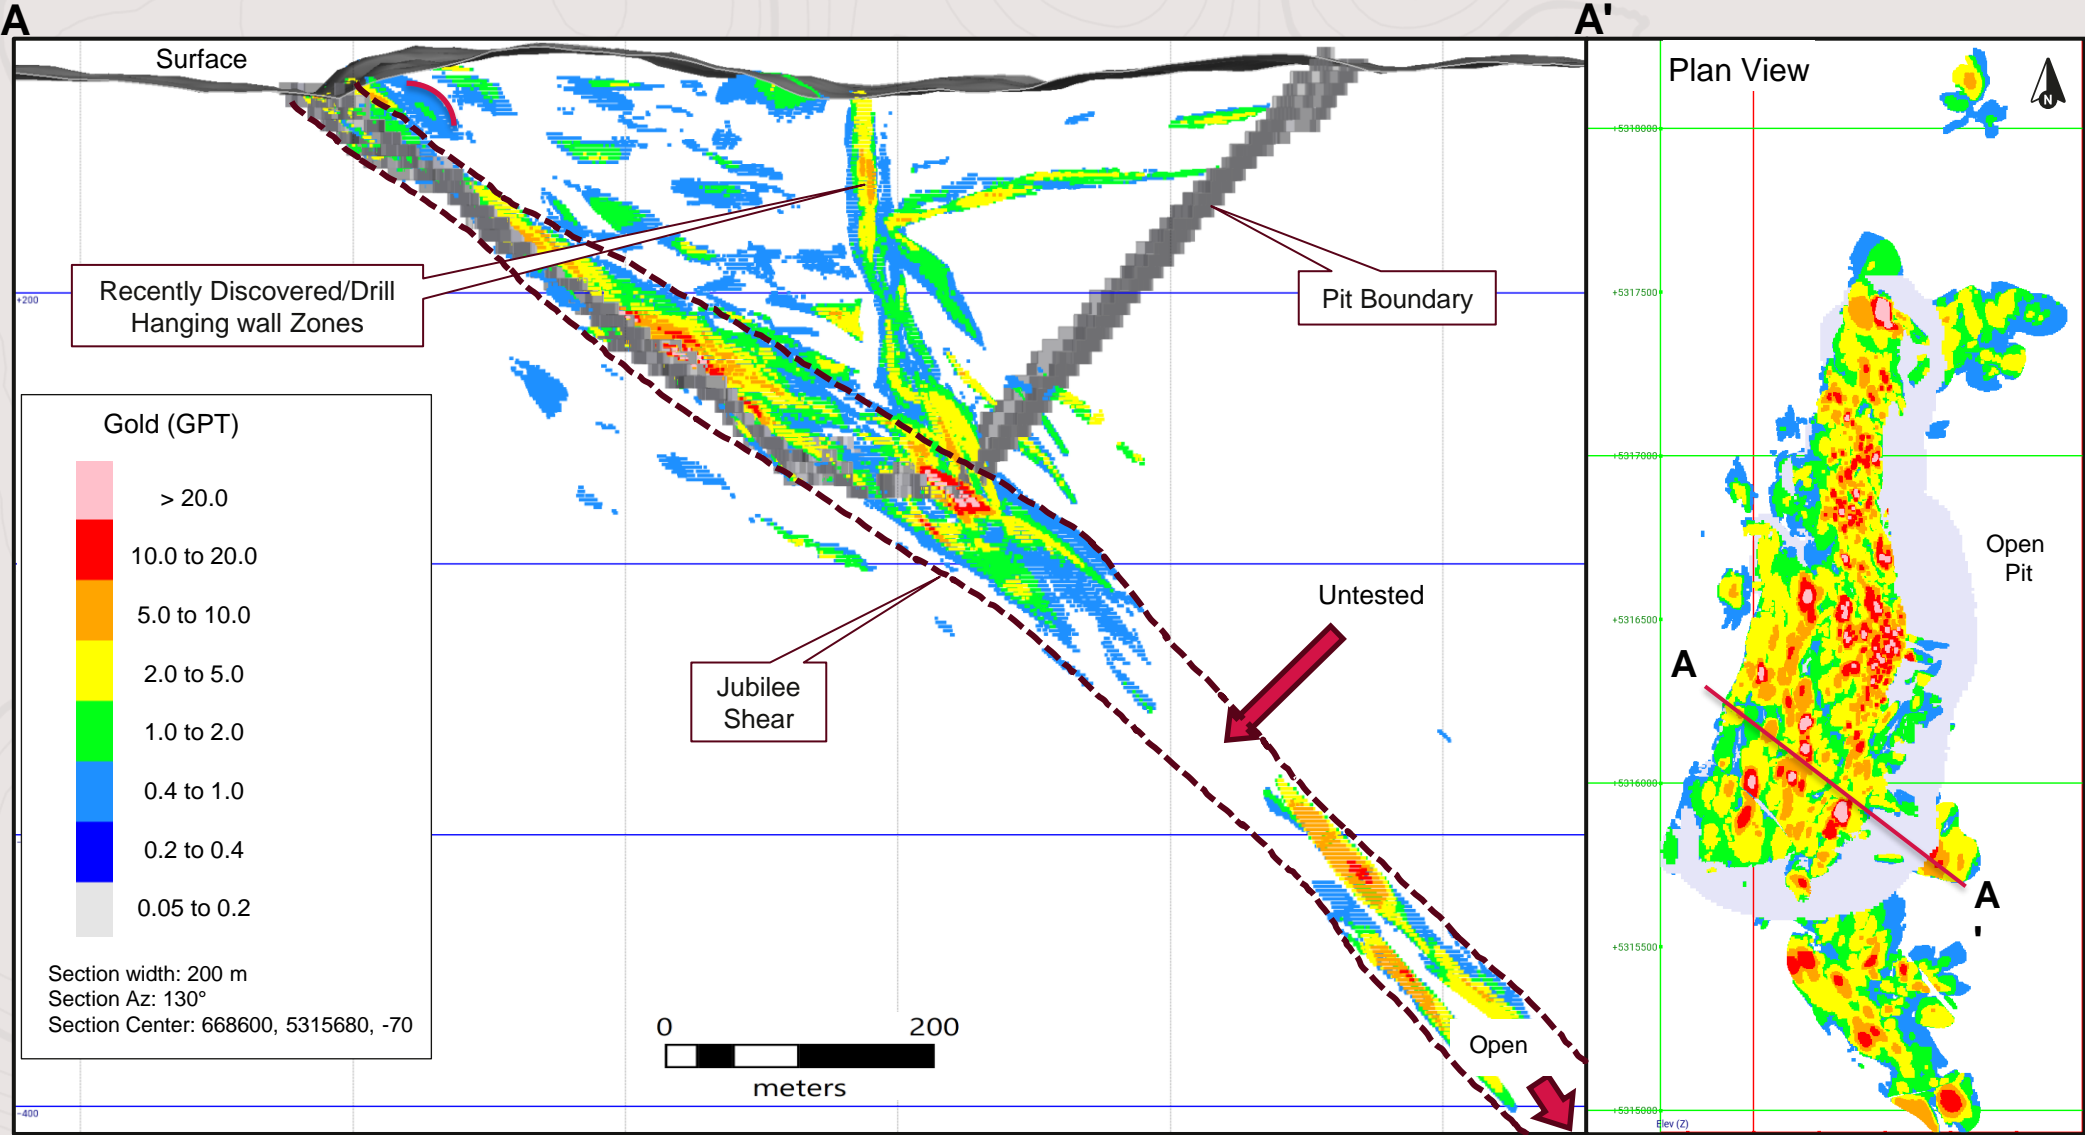 A
A'
Surface
Recently Discovered/Drill
Hanging wall Zones
Pit Boundary
+200
Gold (GPT)
> 20.0
10.0 to 20.0
5.0 to 10.0
2.0 to 5.0
1.0 to 2.0
0.4 to 1.0
0.2 to 0.4
0.05 to 0.2
Section width: 200 m
Section Az: 130°
Section Center: 668600, 5315680, -70
Jubilee
Shear
Untested
0 200
meters
Open
-400
Plan View
N
+5318000
+5317500
+5317000
+5316500
+5316000
+5315500
+5315000
Open
Pit
A
A
'
Elev (Z)